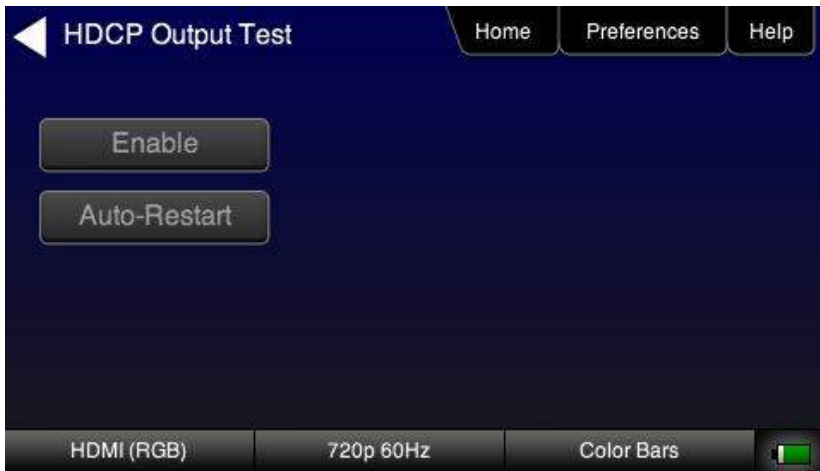 HDCP Output Test
Home
Preferences
Help
Enable
Auto-Restart
HDMI (RGB)
720p 60Hz
Color Bars